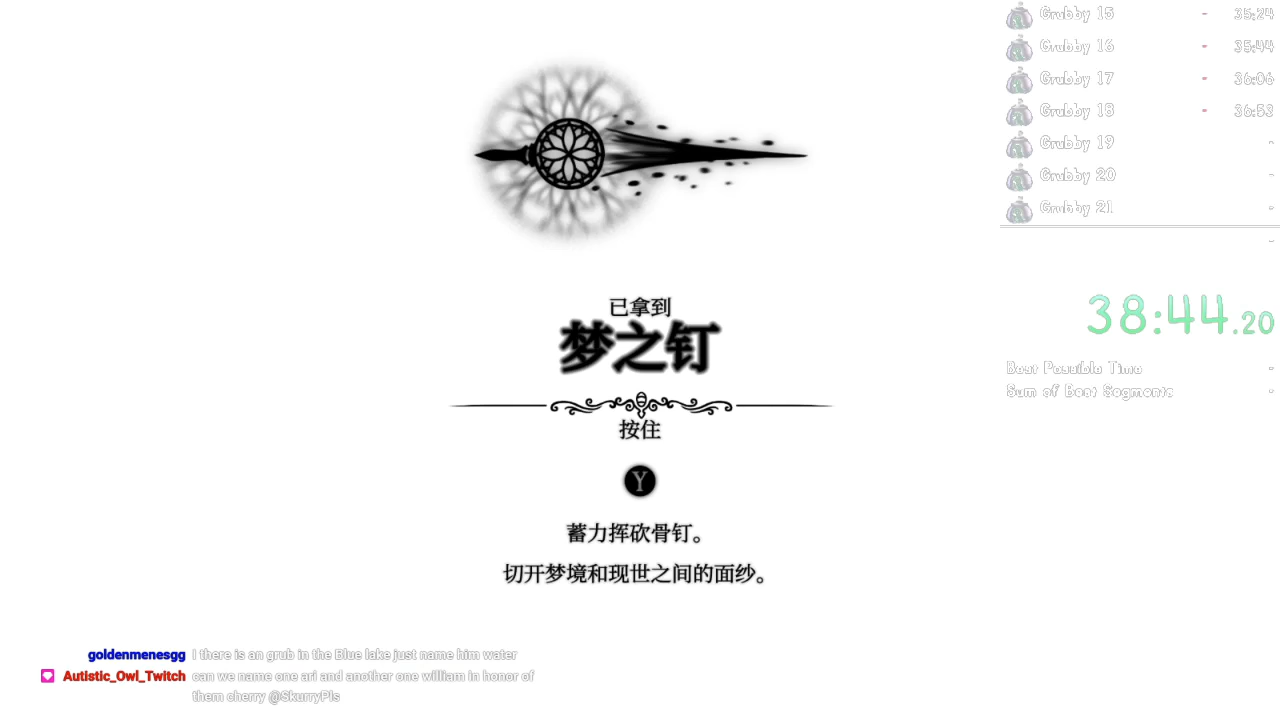 Grubby 15 - 35:24
Grubby 16 - 35:44
Grubby 17 - 36:06
Grubby 18 - 36:53
Grubby 19 -
Grubby 20 -
Grubby 21 -
-
38:44.20
Best Possible Time -
Sum of Best Segments -
已拿到
梦之钉
按住
Y
蓄力挥砍骨钉。
切开梦境和现世之间的面纱。
goldenmenesgg I there is an grub in the Blue lake just name him water
Autistic_Owl_Twitch can we name one ari and another one willliam in honor of
them cherry @SkurryPls